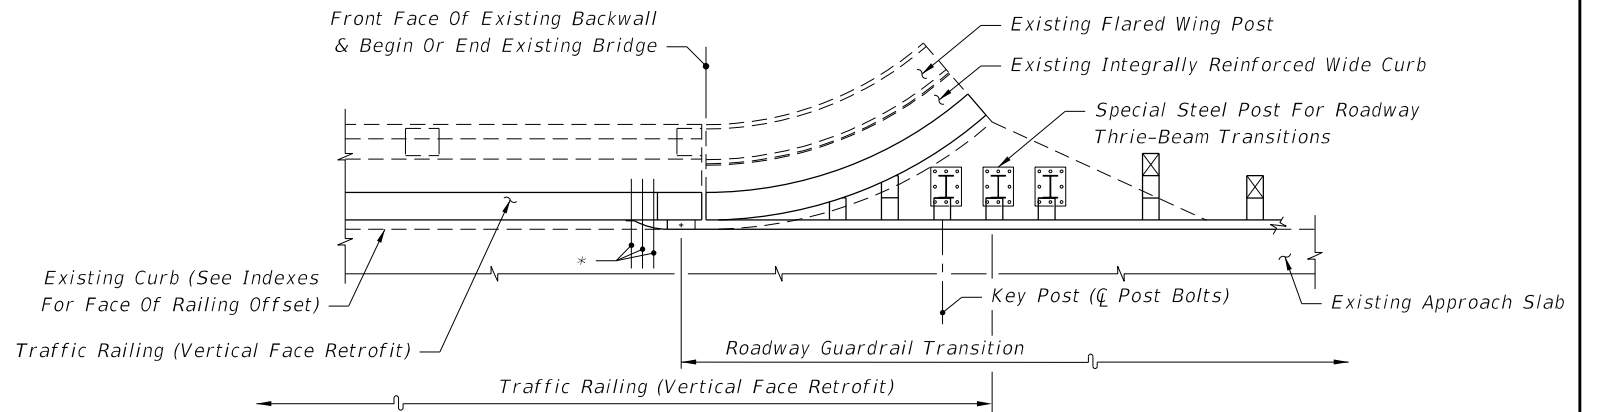 Front Face Of Existing Backwall
& Begin Or End Existing Bridge
Existing Flared Wing Post
Existing Integrally Reinforced Wide Curb
Special Steel Post For Roadway
Thrie-Beam Transitions
*
Existing Curb (See Indexes
For Face Of Railing Offset)
Key Post (℄ Post Bolts)
Existing Approach Slab
Traffic Railing (Vertical Face Retrofit)
Roadway Guardrail Transition
Traffic Railing (Vertical Face Retrofit)